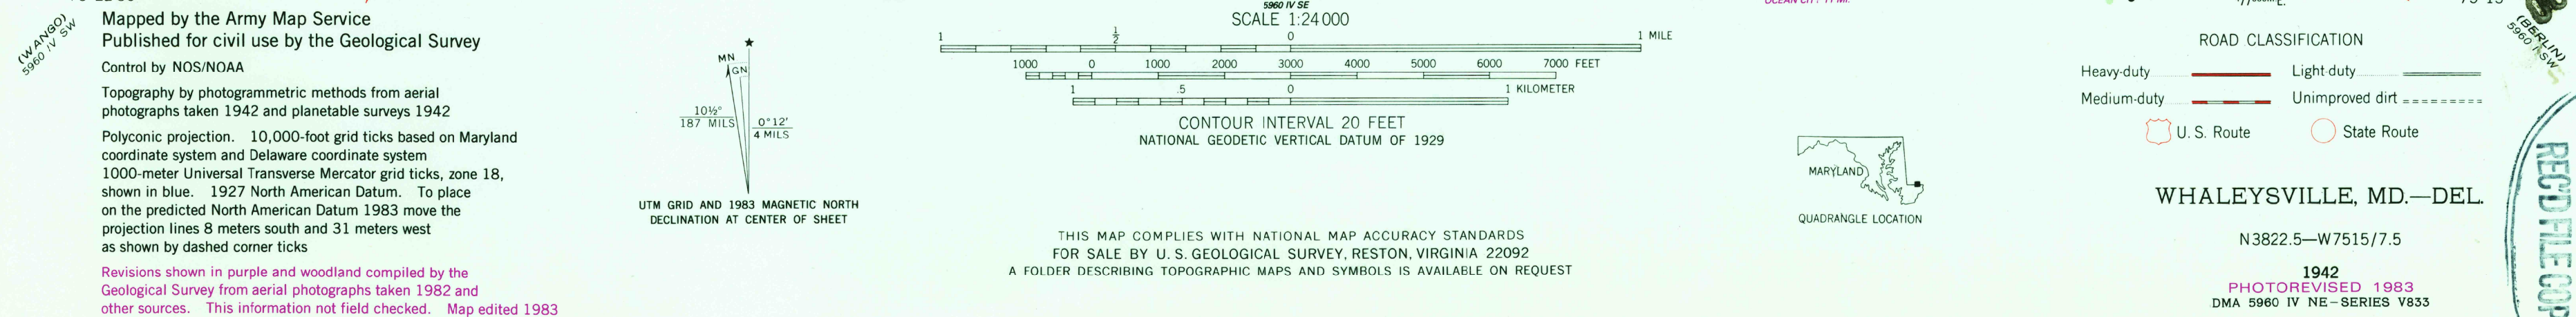 (WANGO)
5960 IV SW
Mapped by the Army Map Service
Published for civil use by the Geological Survey
Control by NOS/NOAA
Topography by photogrammetric methods from aerial
photographs taken 1942 and planetable surveys 1942
Polyconic projection. 10,000-foot grid ticks based on Maryland
coordinate system and Delaware coordinate system
1000-meter Universal Transverse Mercator grid ticks, zone 18,
shown in blue. 1927 North American Datum. To place
on the predicted North American Datum 1983 move the
projection lines 8 meters south and 31 meters west
as shown by dashed corner ticks
Revisions shown in purple and woodland compiled by the
Geological Survey from aerial photographs taken 1982 and
other sources. This information not field checked. Map edited 1983
MN
GN
10½°
187 MILS
0°12'
4 MILS
UTM GRID AND 1983 MAGNETIC NORTH
DECLINATION AT CENTER OF SHEET
5960 IV SE
SCALE 1:24 000
1 ½ 0 1 MILE
1000 0 1000 2000 3000 4000 5000 6000 7000 FEET
1 .5 0 1 KILOMETER
CONTOUR INTERVAL 20 FEET
NATIONAL GEODETIC VERTICAL DATUM OF 1929
THIS MAP COMPLIES WITH NATIONAL MAP ACCURACY STANDARDS
FOR SALE BY U. S. GEOLOGICAL SURVEY, RESTON, VIRGINIA 22092
A FOLDER DESCRIBING TOPOGRAPHIC MAPS AND SYMBOLS IS AVAILABLE ON REQUEST
MARYLAND
QUADRANGLE LOCATION
ROAD CLASSIFICATION
Heavy-duty Light-duty
Medium-duty Unimproved dirt
U. S. Route State Route
(BERLIN)
WHALEYSVILLE, MD.—DEL.
N3822.5—W7515/7.5
1942
PHOTOREVISED 1983
DMA 5960 IV NE-SERIES V833
REC'D FILE COP